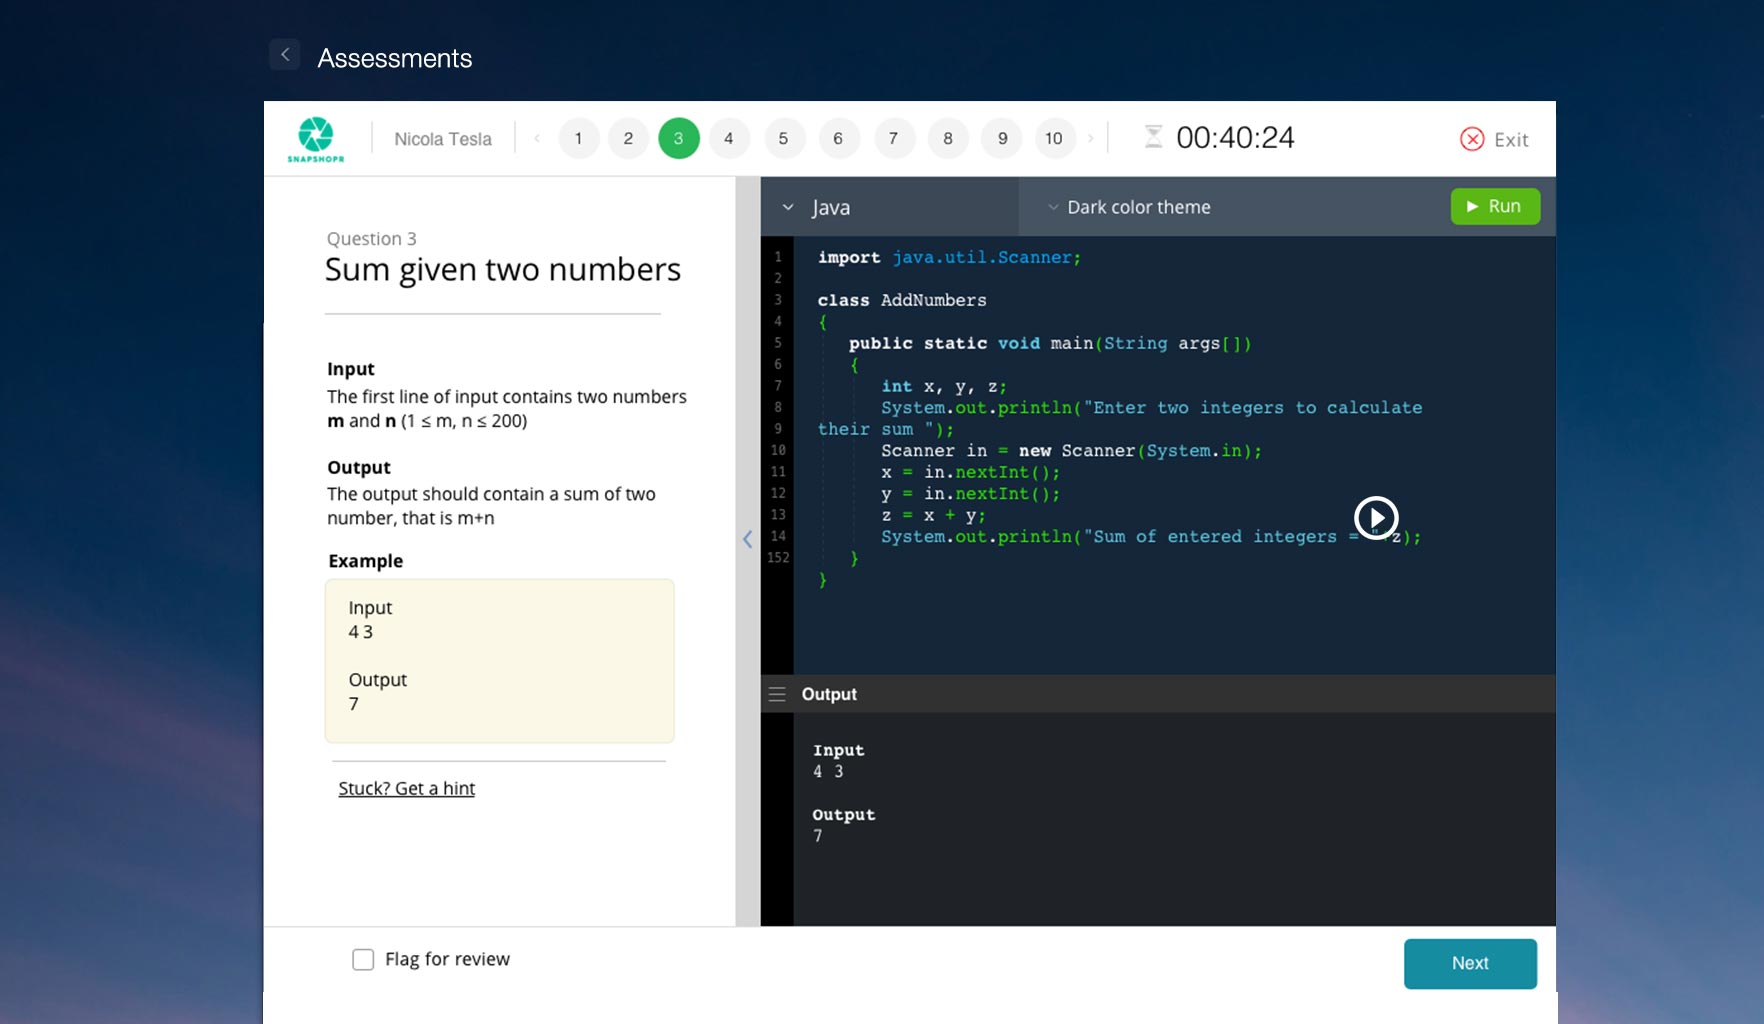 Assessments
SNAPSHOPR
Nicola Tesla
1 2 3 4 5 6 7 8 9 10
00:40:24
Exit
Question 3
Sum given two numbers
Input
The first line of input contains two numbers
m and n (1 ≤ m, n ≤ 200)
Output
The output should contain a sum of two
number, that is m+n
Example
Input
4 3
Output
7
Stuck? Get a hint
Java
Dark color theme
Run
1 import java.util.Scanner;
2
3 class AddNumbers
4 {
5 public static void main(String args[])
6 {
7 int x, y, z;
8 System.out.println("Enter two integers to calculate
9 their sum ");
10 Scanner in = new Scanner(System.in);
11 x = in.nextInt();
12 y = in.nextInt();
13 z = x + y;
14 System.out.println("Sum of entered integers = "+z);
152 }
}
Output
Input
4 3
Output
7
Flag for review
Next